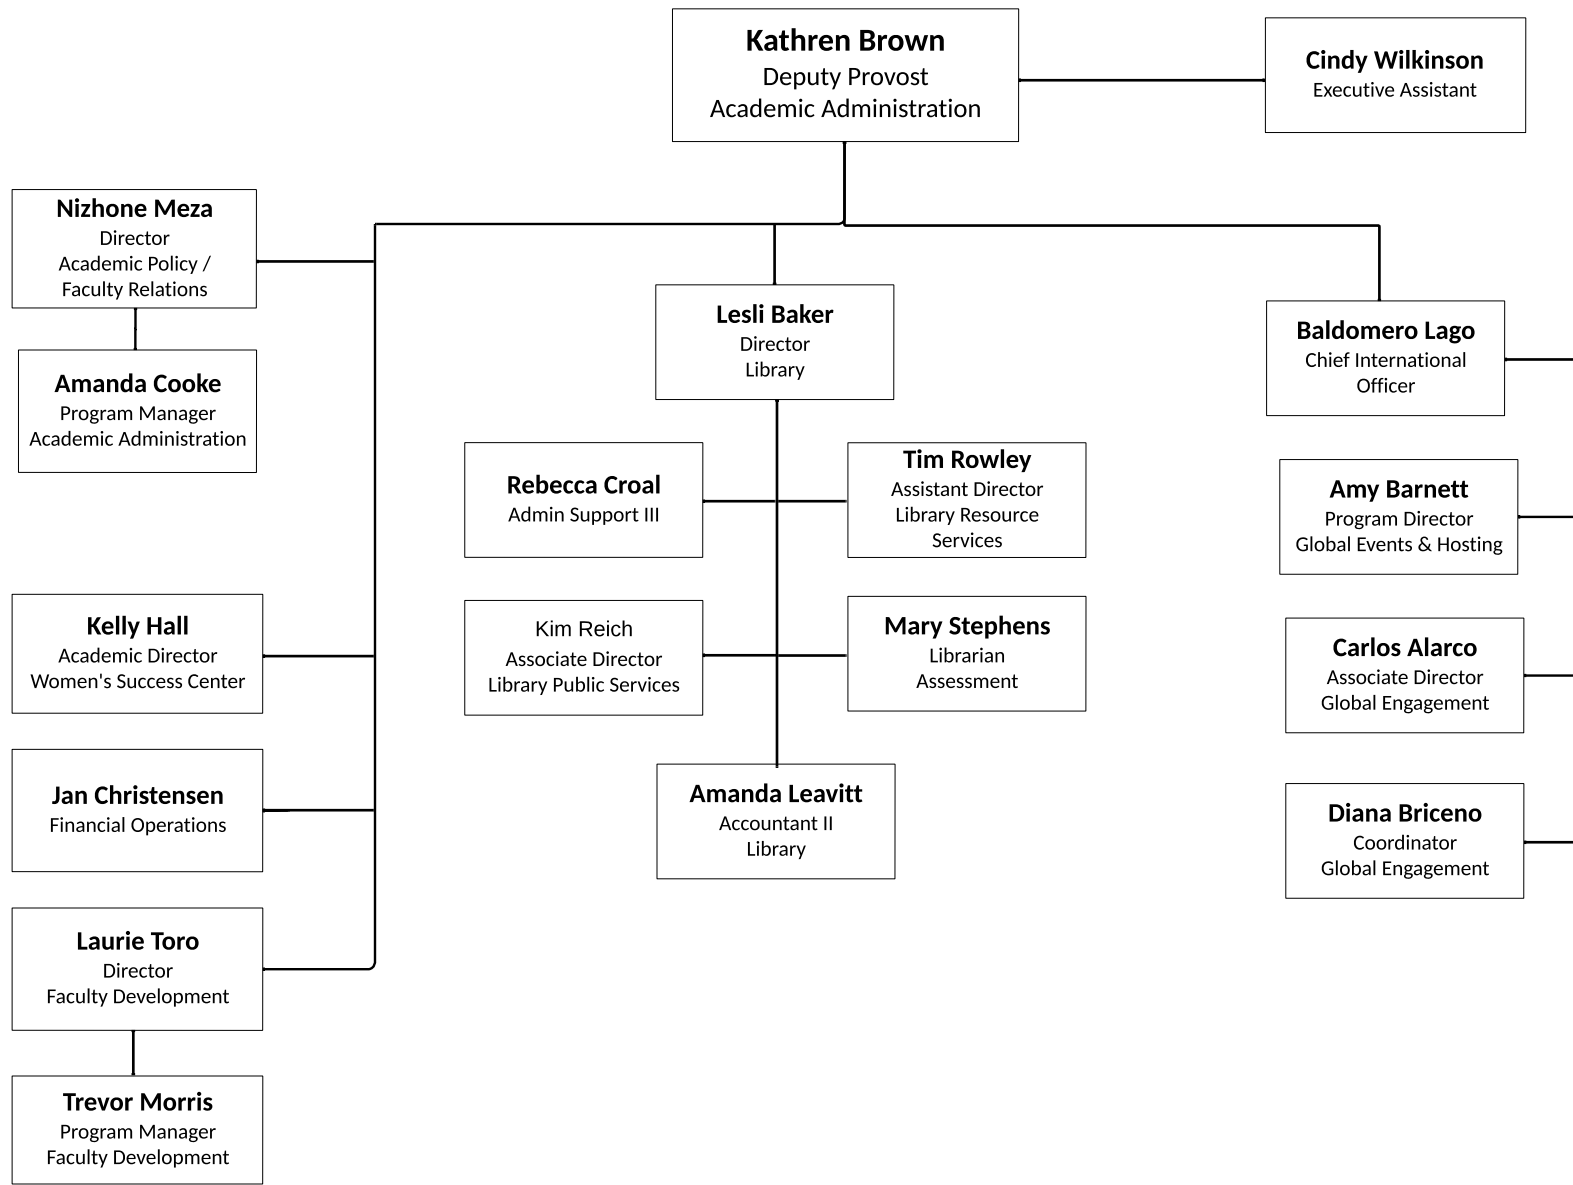 Kathren Brown
Deputy Provost
Academic Administration
Cindy Wilkinson
Executive Assistant
Nizhone Meza
Director
Academic Policy /
Faculty Relations
Amanda Cooke
Program Manager
Academic Administration
Kelly Hall
Academic Director
Women's Success Center
Jan Christensen
Financial Operations
Laurie Toro
Director
Faculty Development
Trevor Morris
Program Manager
Faculty Development
Lesli Baker
Director
Library
Rebecca Croal
Admin Support III
Tim Rowley
Assistant Director
Library Resource
Services
Kim Reich
Associate Director
Library Public Services
Mary Stephens
Librarian
Assessment
Amanda Leavitt
Accountant II
Library
Baldomero Lago
Chief International
Officer
Amy Barnett
Program Director
Global Events & Hosting
Carlos Alarco
Associate Director
Global Engagement
Diana Briceno
Coordinator
Global Engagement